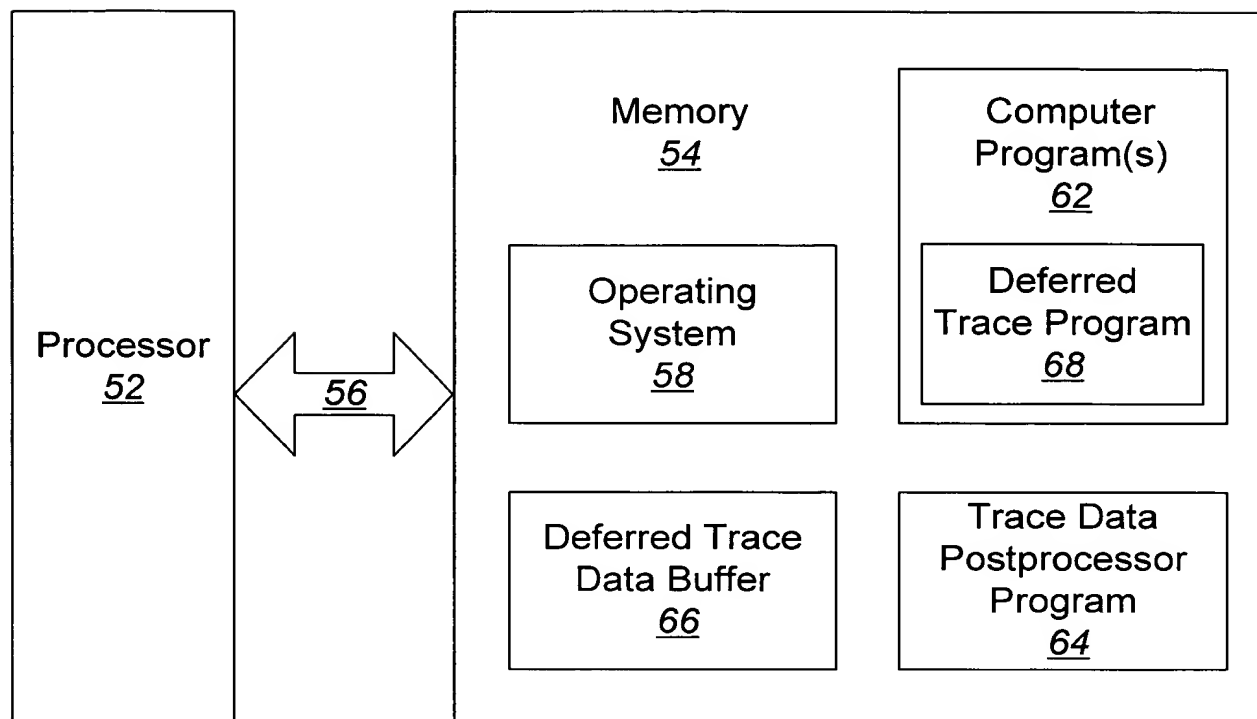 Processor
52
56
Memory
54
Computer
Program(s)
62
Operating
System
58
Deferred
Trace Program
68
Deferred Trace
Data Buffer
66
Trace Data
Postprocessor
Program
64